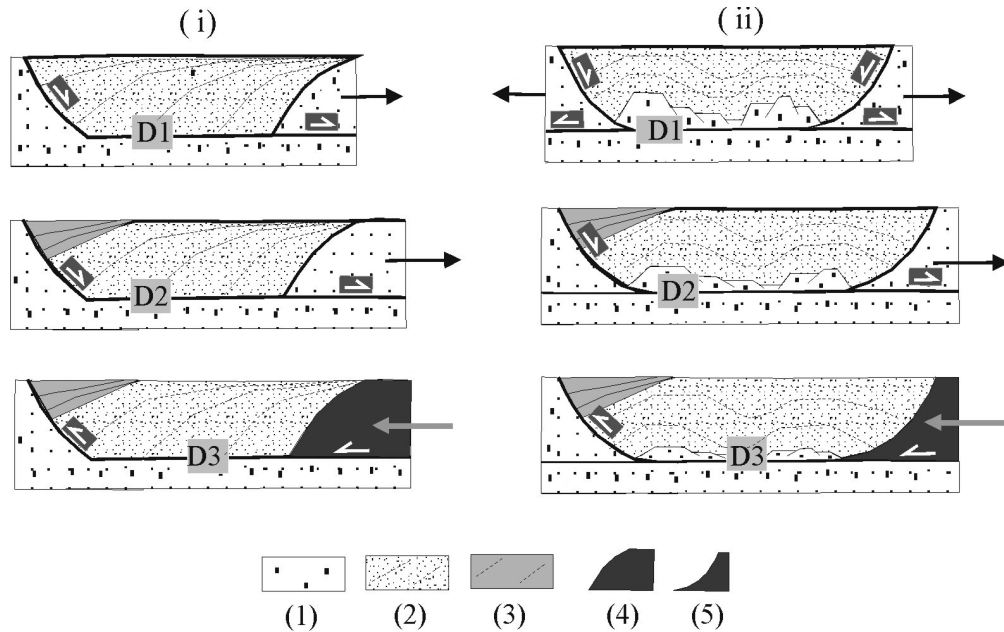 ( i )
( ii )
D1
D1
D2
D2
D3
D3
(1)
(2)
(3)
(4)
(5)